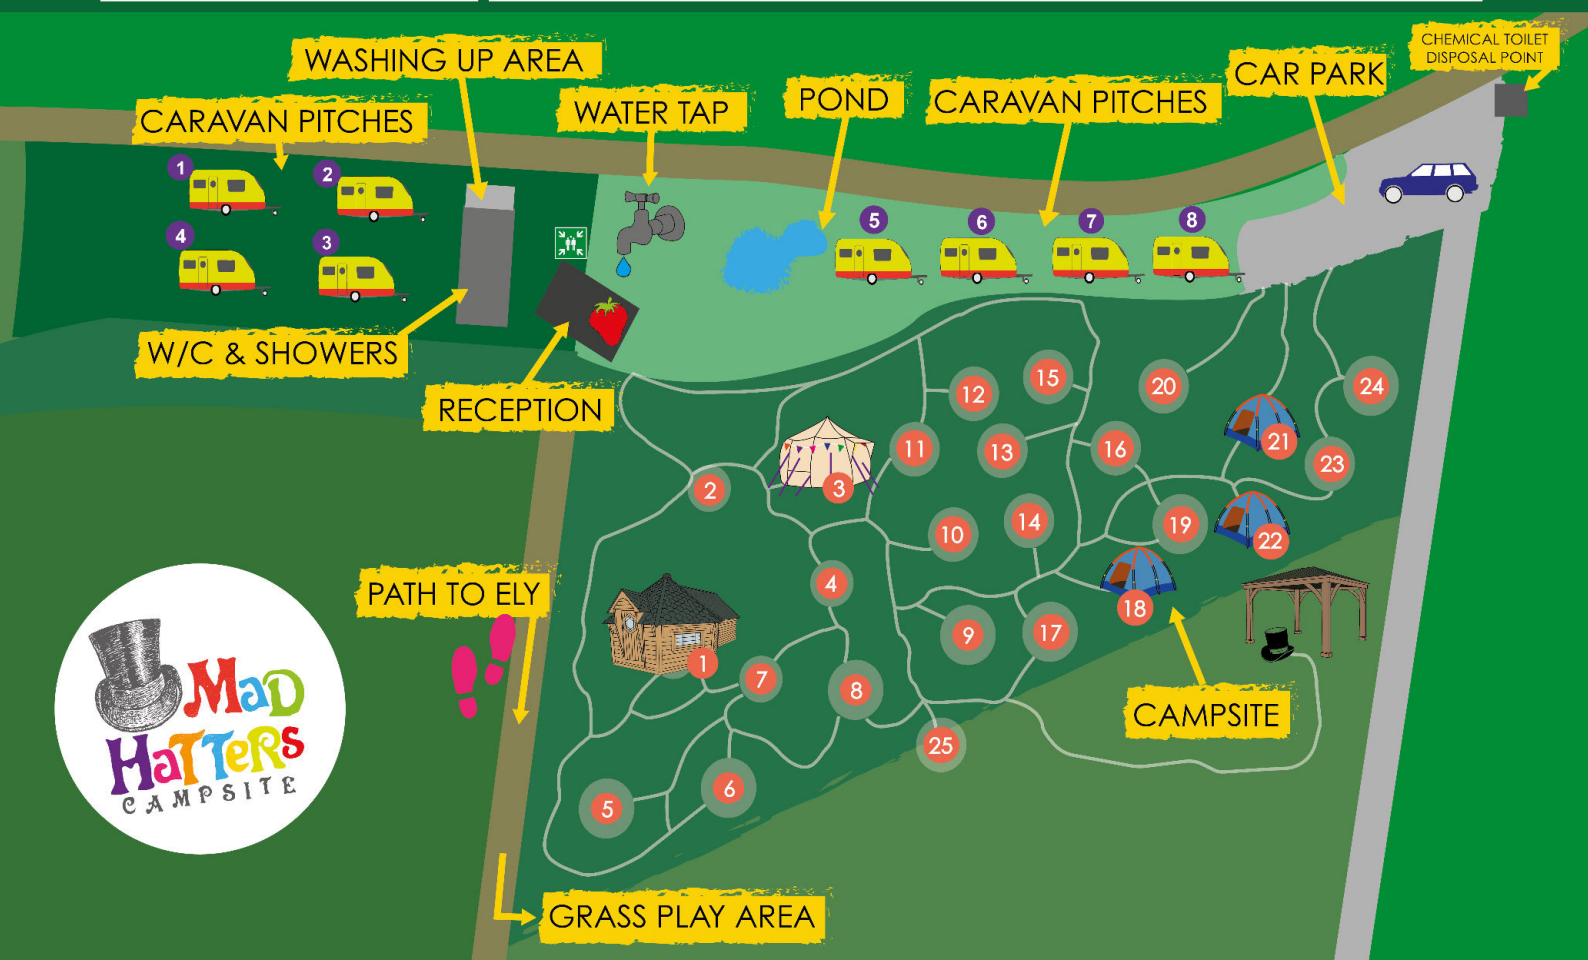 CHEMICAL TOILET
DISPOSAL POINT
WASHING UP AREA
CAR PARK
WATER TAP
POND
CARAVAN PITCHES
CARAVAN PITCHES
1
2
3
4
5
6
7
8
W/C & SHOWERS
RECEPTION
15
20
24
12
11
13
16
21
23
2
3
10
14
19
22
4
18
9
17
1
7
8
25
5
6
PATH TO ELY
CAMPSITE
MaD
HaTTeRs
CAMPSITE
GRASS PLAY AREA